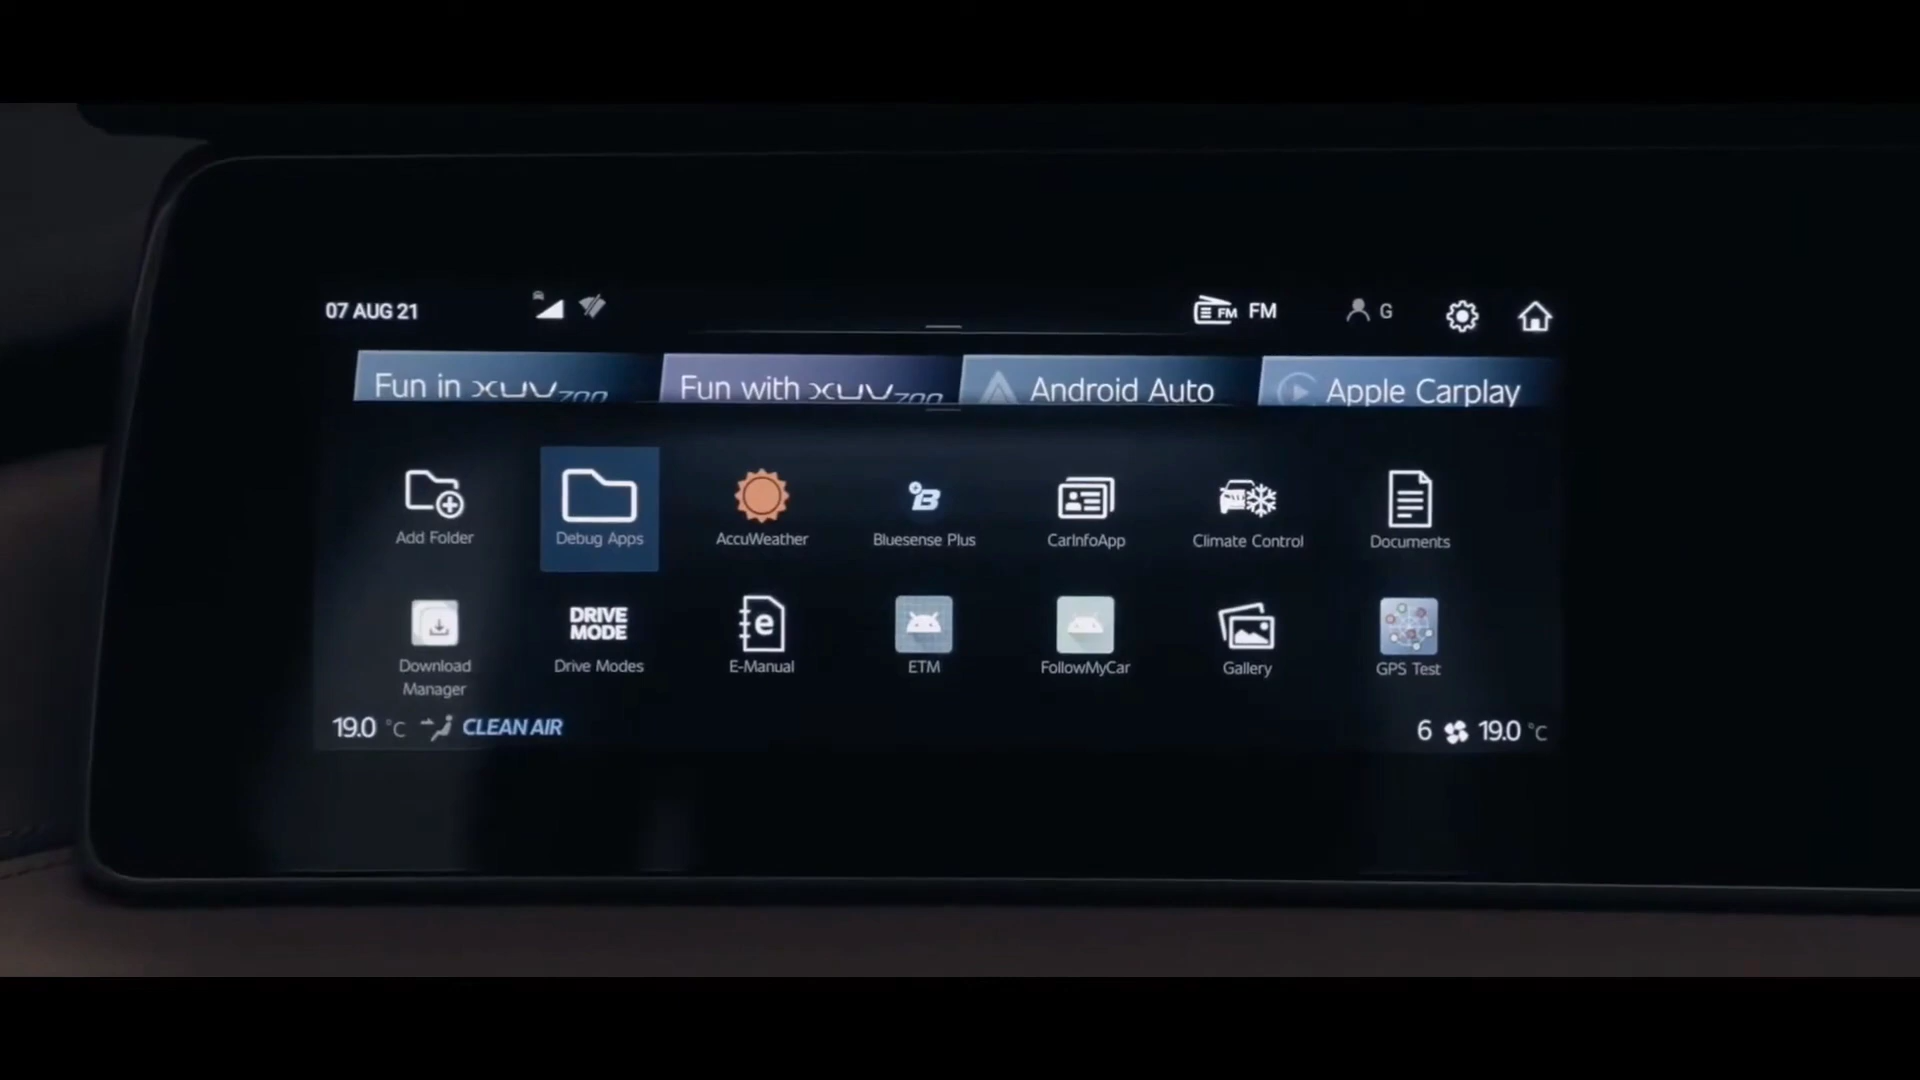 07 AUG 21 FM FM G
Fun in XUV700 Fun with XUV700 Android Auto Apple Carplay
Add Folder Debug Apps AccuWeather Bluesense Plus CarInfoApp Climate Control Documents
DRIVE
MODE
Download
Manager Drive Modes E-Manual ETM FollowMyCar Gallery GPS Test
19.0 °C CLEAN AIR 6 19.0 °C